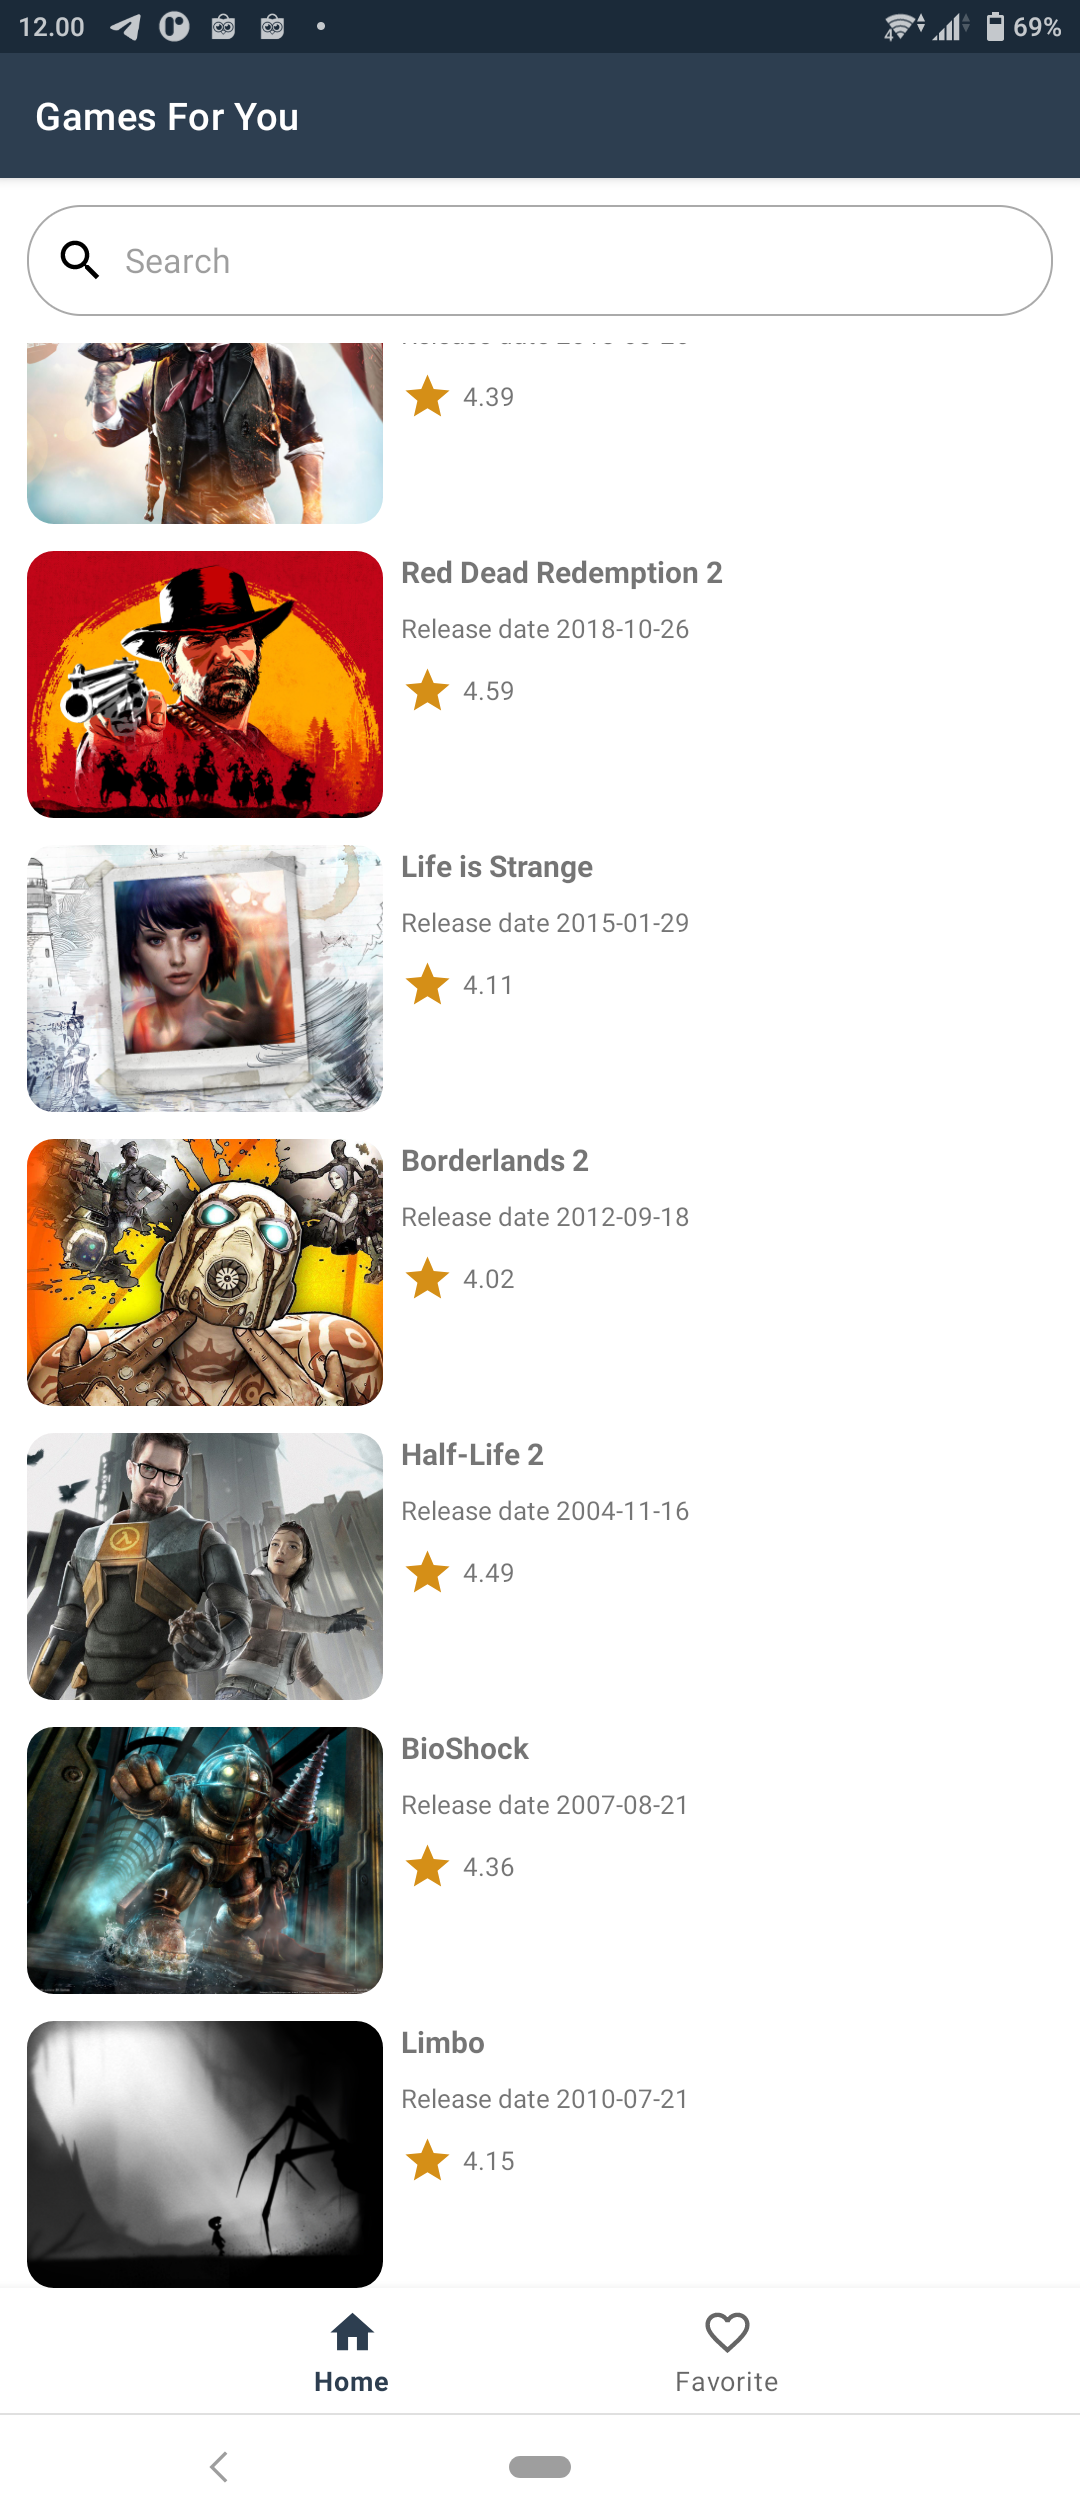 12.00
69%
Games For You
Search
4.39
Red Dead Redemption 2
Release date 2018-10-26
4.59
Life is Strange
Release date 2015-01-29
4.11
Borderlands 2
Release date 2012-09-18
4.02
Half-Life 2
Release date 2004-11-16
4.49
BioShock
Release date 2007-08-21
4.36
Limbo
Release date 2010-07-21
4.15
Home
Favorite